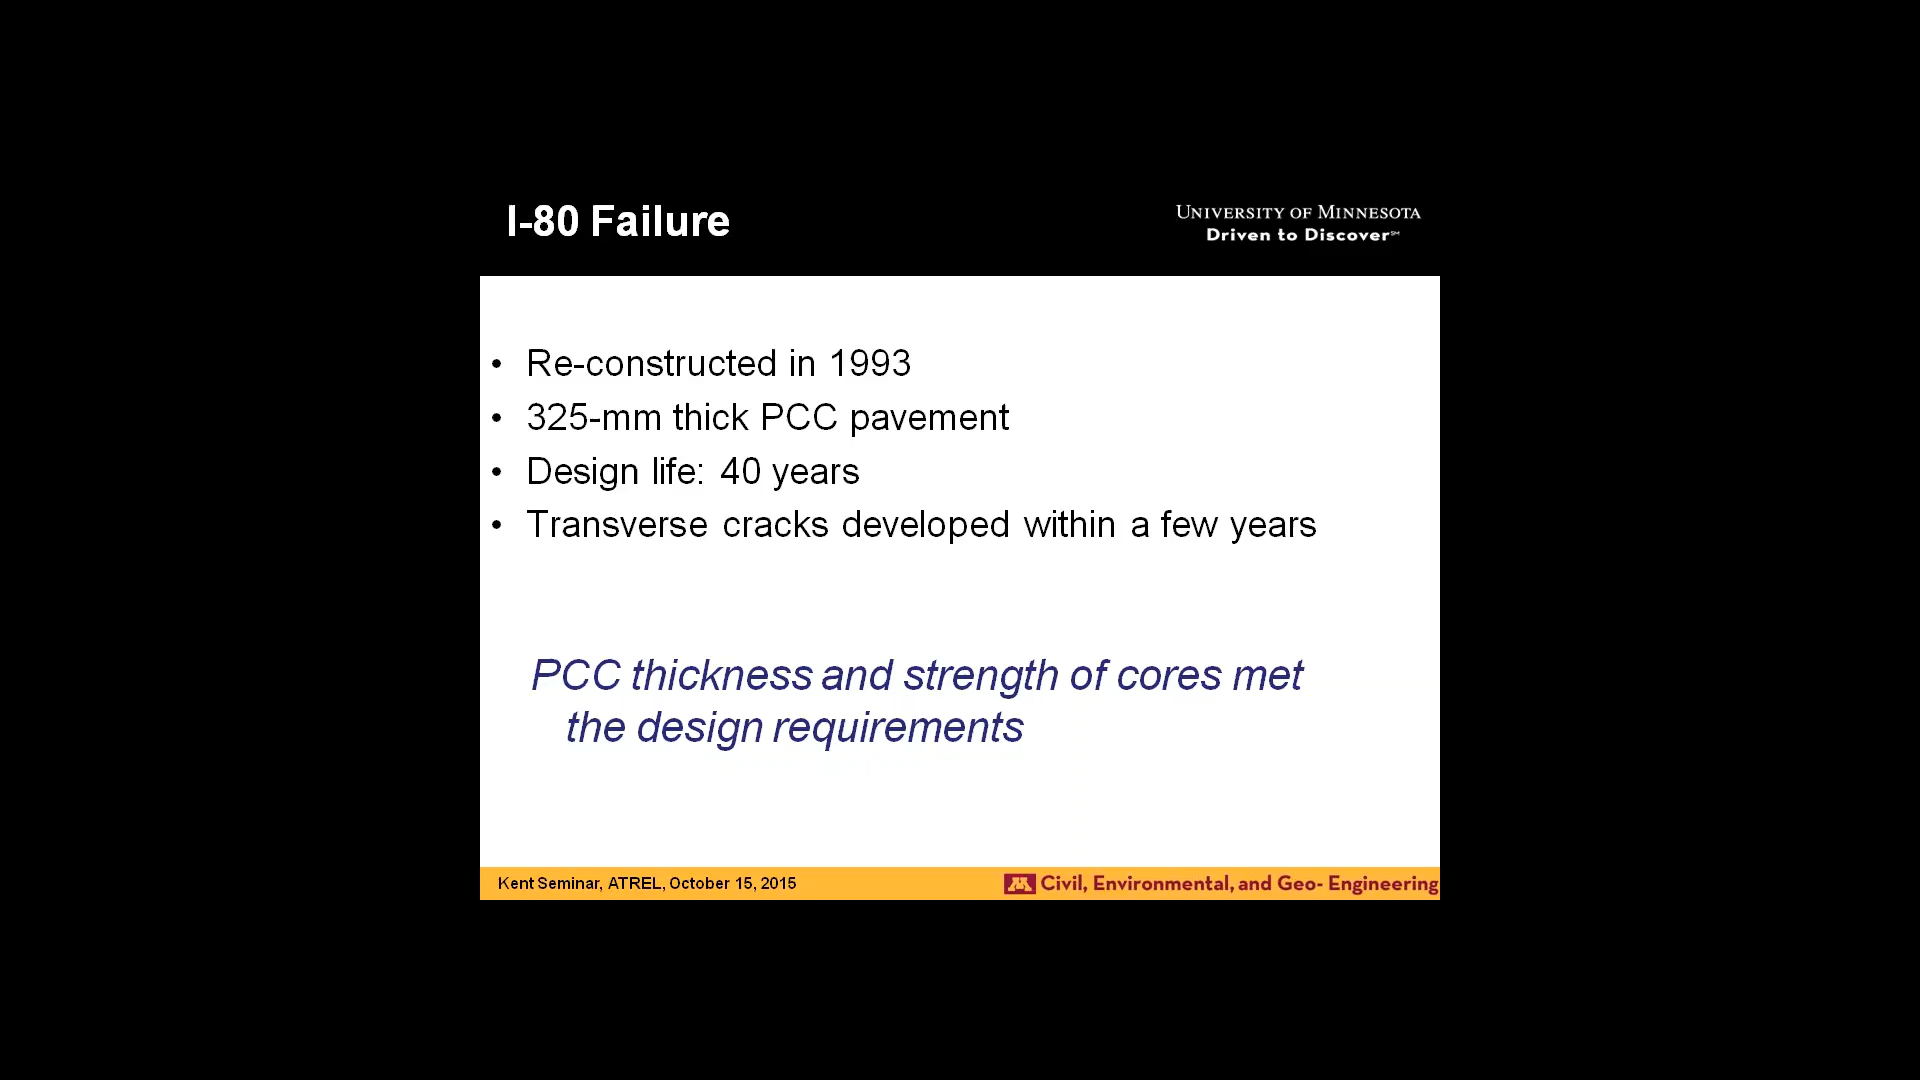 I-80 Failure
UNIVERSITY OF MINNESOTA
Driven to Discover℠
• Re-constructed in 1993
• 325-mm thick PCC pavement
• Design life: 40 years
• Transverse cracks developed within a few years
PCC thickness and strength of cores met
the design requirements
Kent Seminar, ATREL, October 15, 2015
M Civil, Environmental, and Geo- Engineering